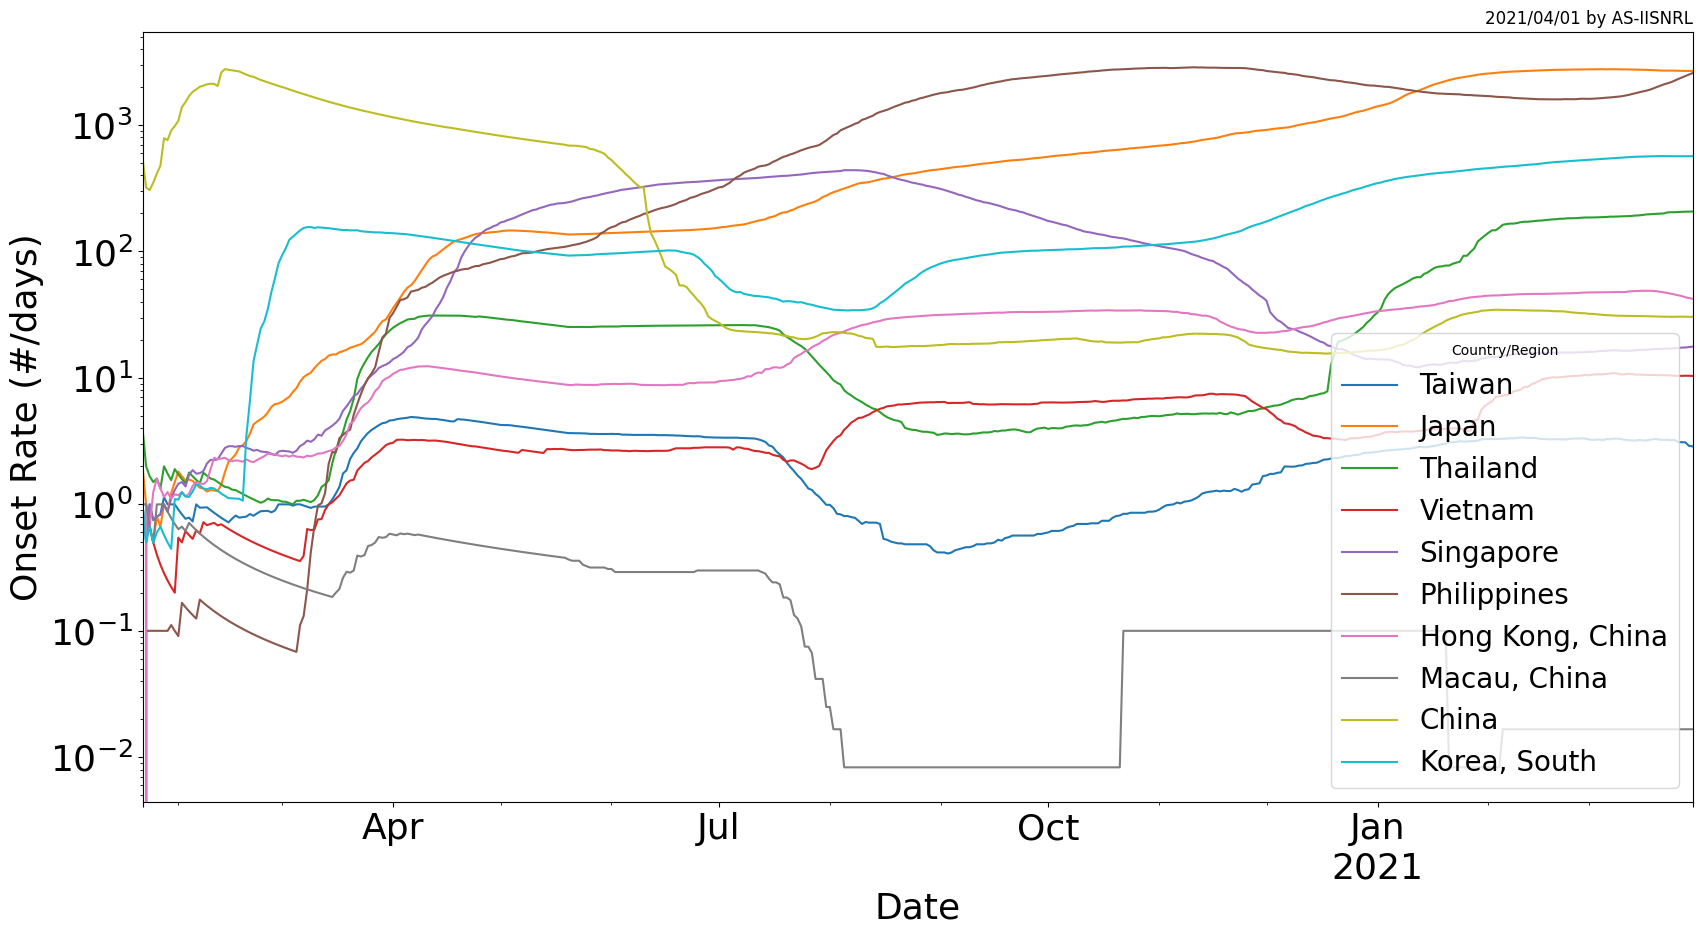 2021/04/01 by AS-IISNRL
Onset Rate (#/days)
10³
10²
10¹
10⁰
10⁻¹
10⁻²
Country/Region
Taiwan
Japan
Thailand
Vietnam
Singapore
Philippines
Hong Kong, China
Macau, China
China
Korea, South
Apr
Jul
Oct
Jan
2021
Date